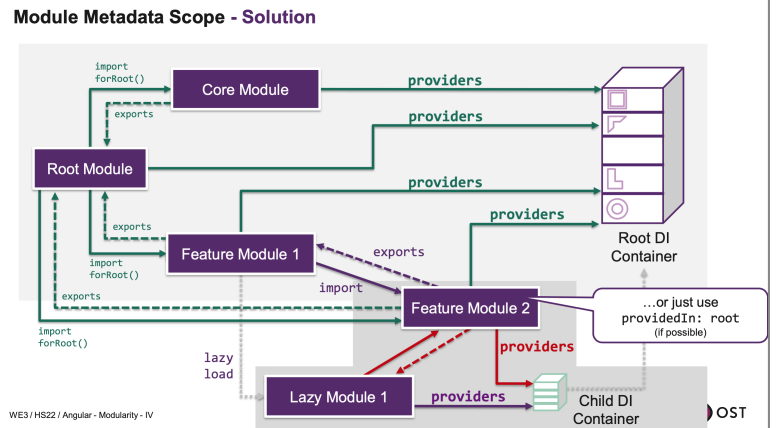 Module Metadata Scope - Solution
import
forRoot()
Core Module
providers
exports
providers
Root Module
providers
exports
providers
Feature Module 1
exports
Root DI
Container
import
forRoot()
import
exports
Feature Module 2
…or just use
providedIn: root
(if possible)
import
forRoot()
providers
lazy
load
Lazy Module 1
providers
Child DI
Container
WE3 / HS22 / Angular - Modularity - IV
OST